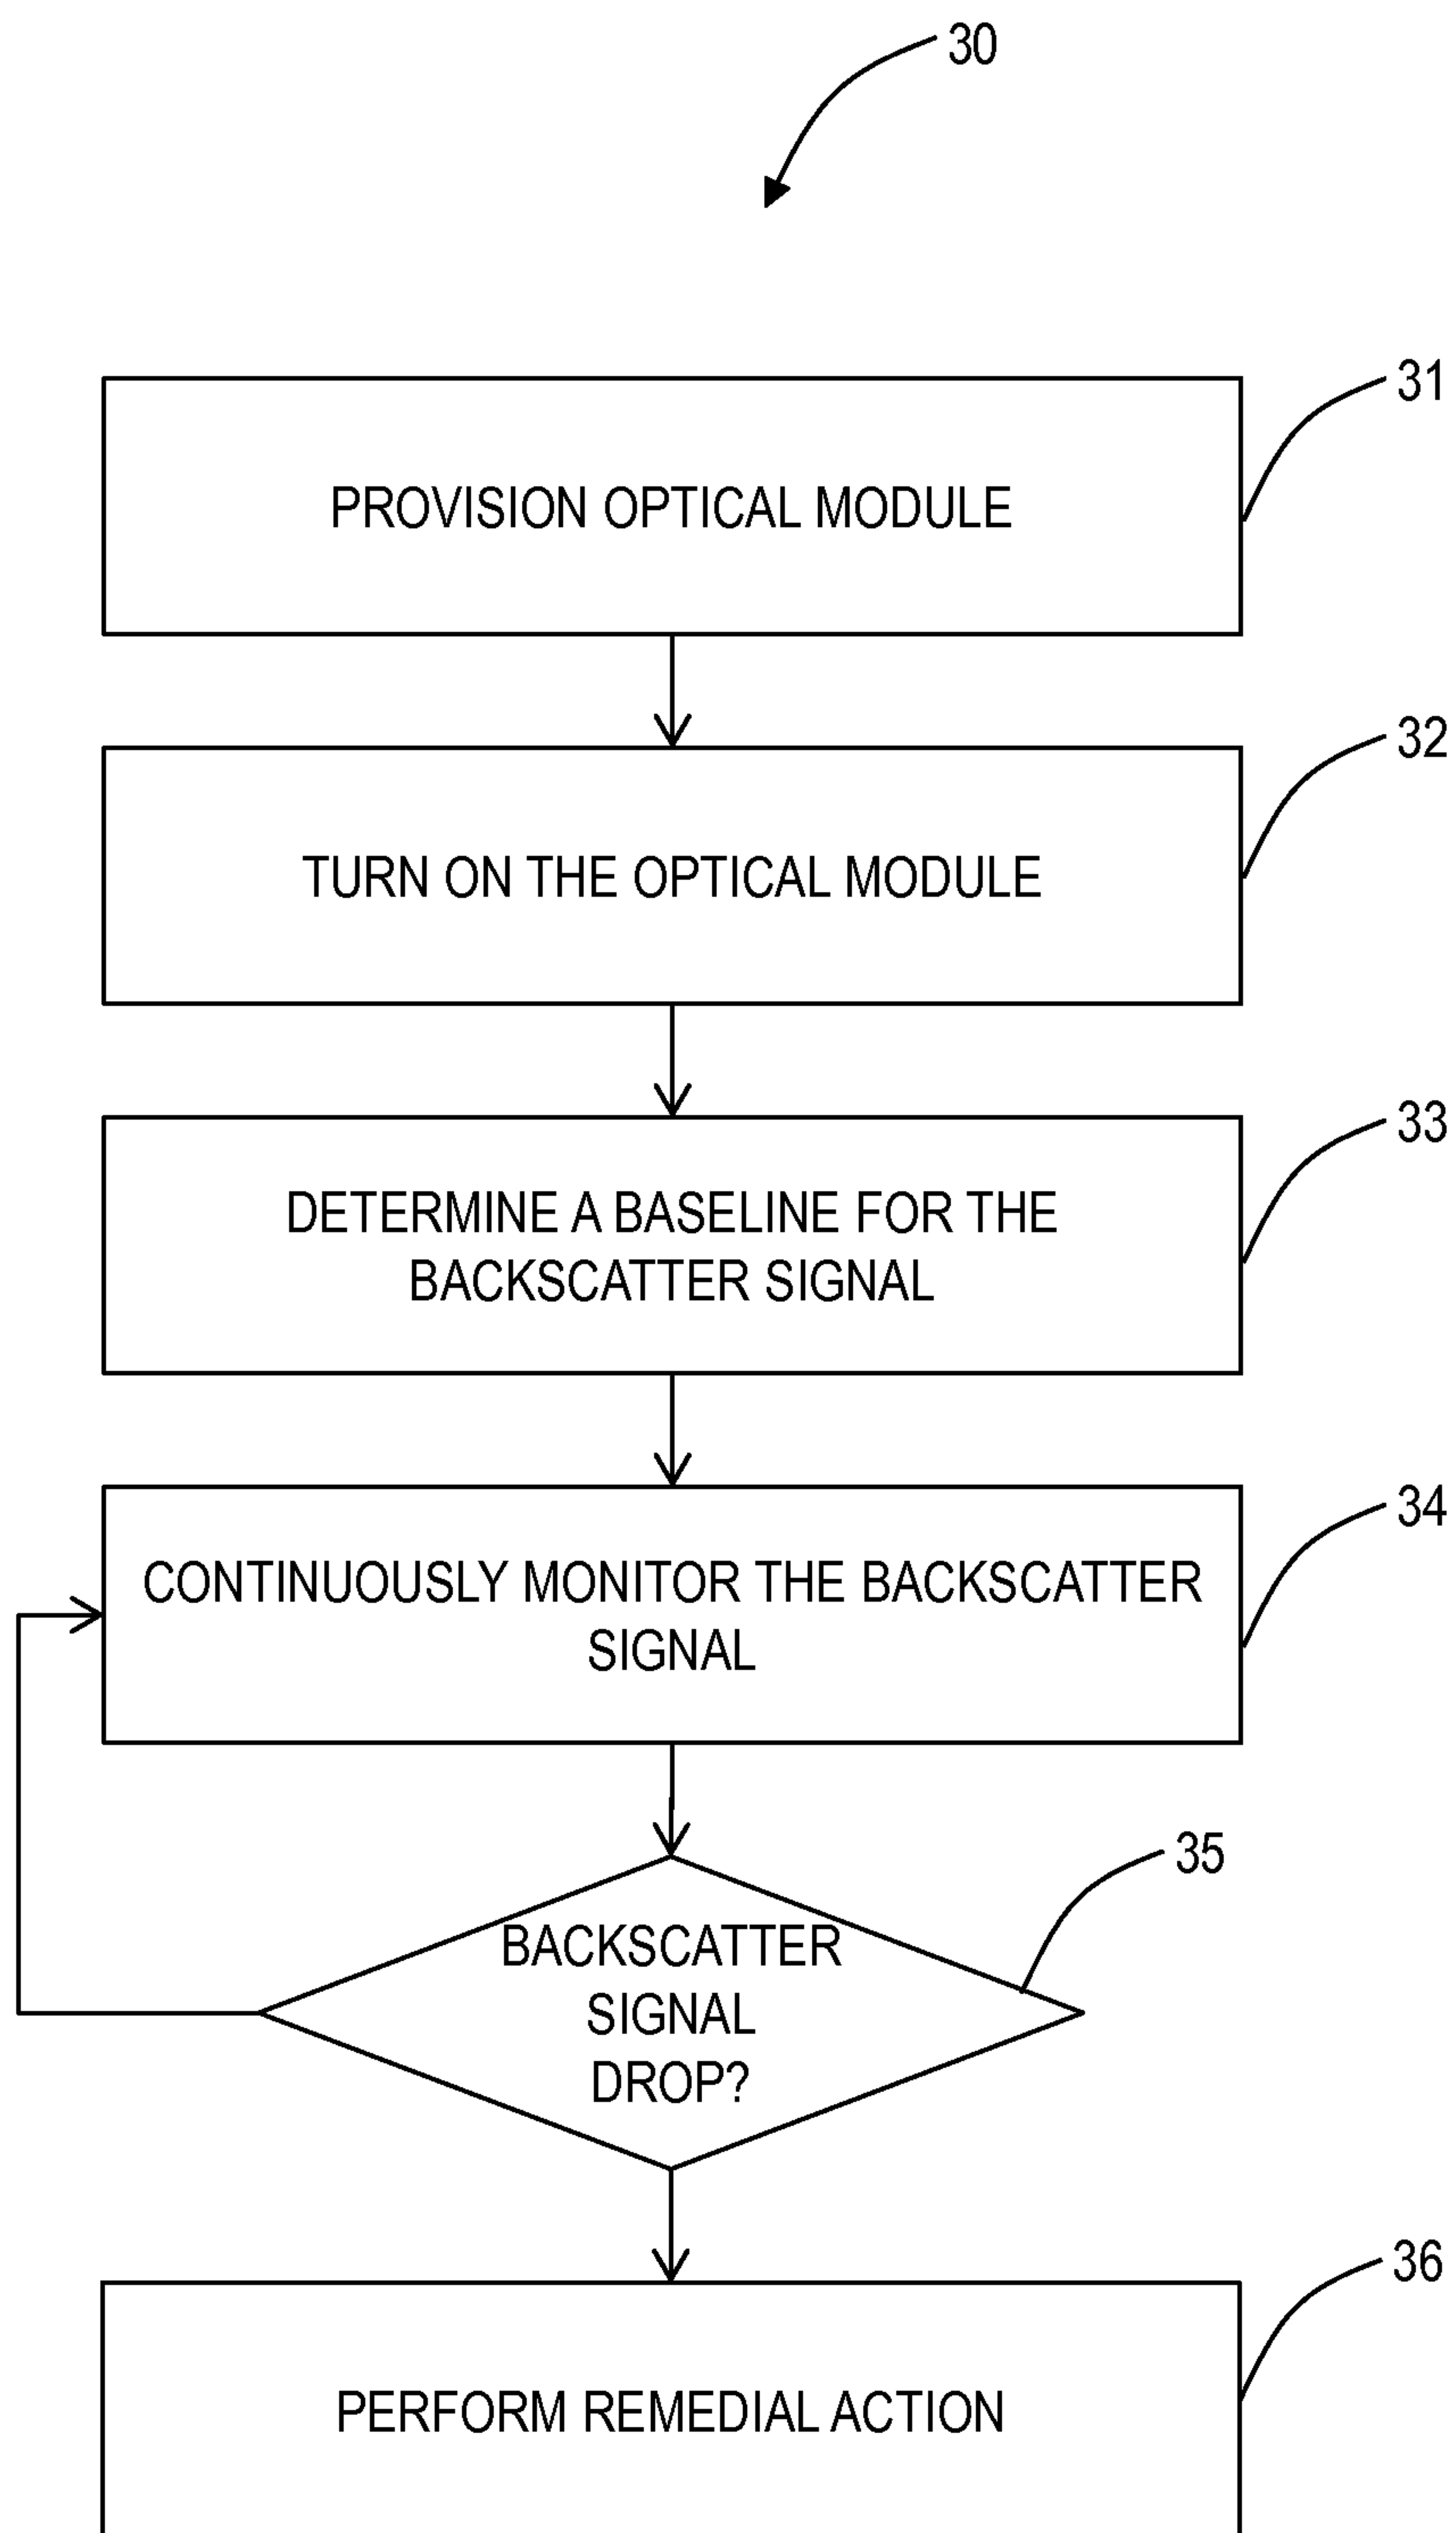 30
31
PROVISION OPTICAL MODULE
32
TURN ON THE OPTICAL MODULE
33
DETERMINE A BASELINE FOR THE
BACKSCATTER SIGNAL
34
CONTINUOUSLY MONITOR THE BACKSCATTER
SIGNAL
35
BACKSCATTER
SIGNAL
DROP?
36
PERFORM REMEDIAL ACTION